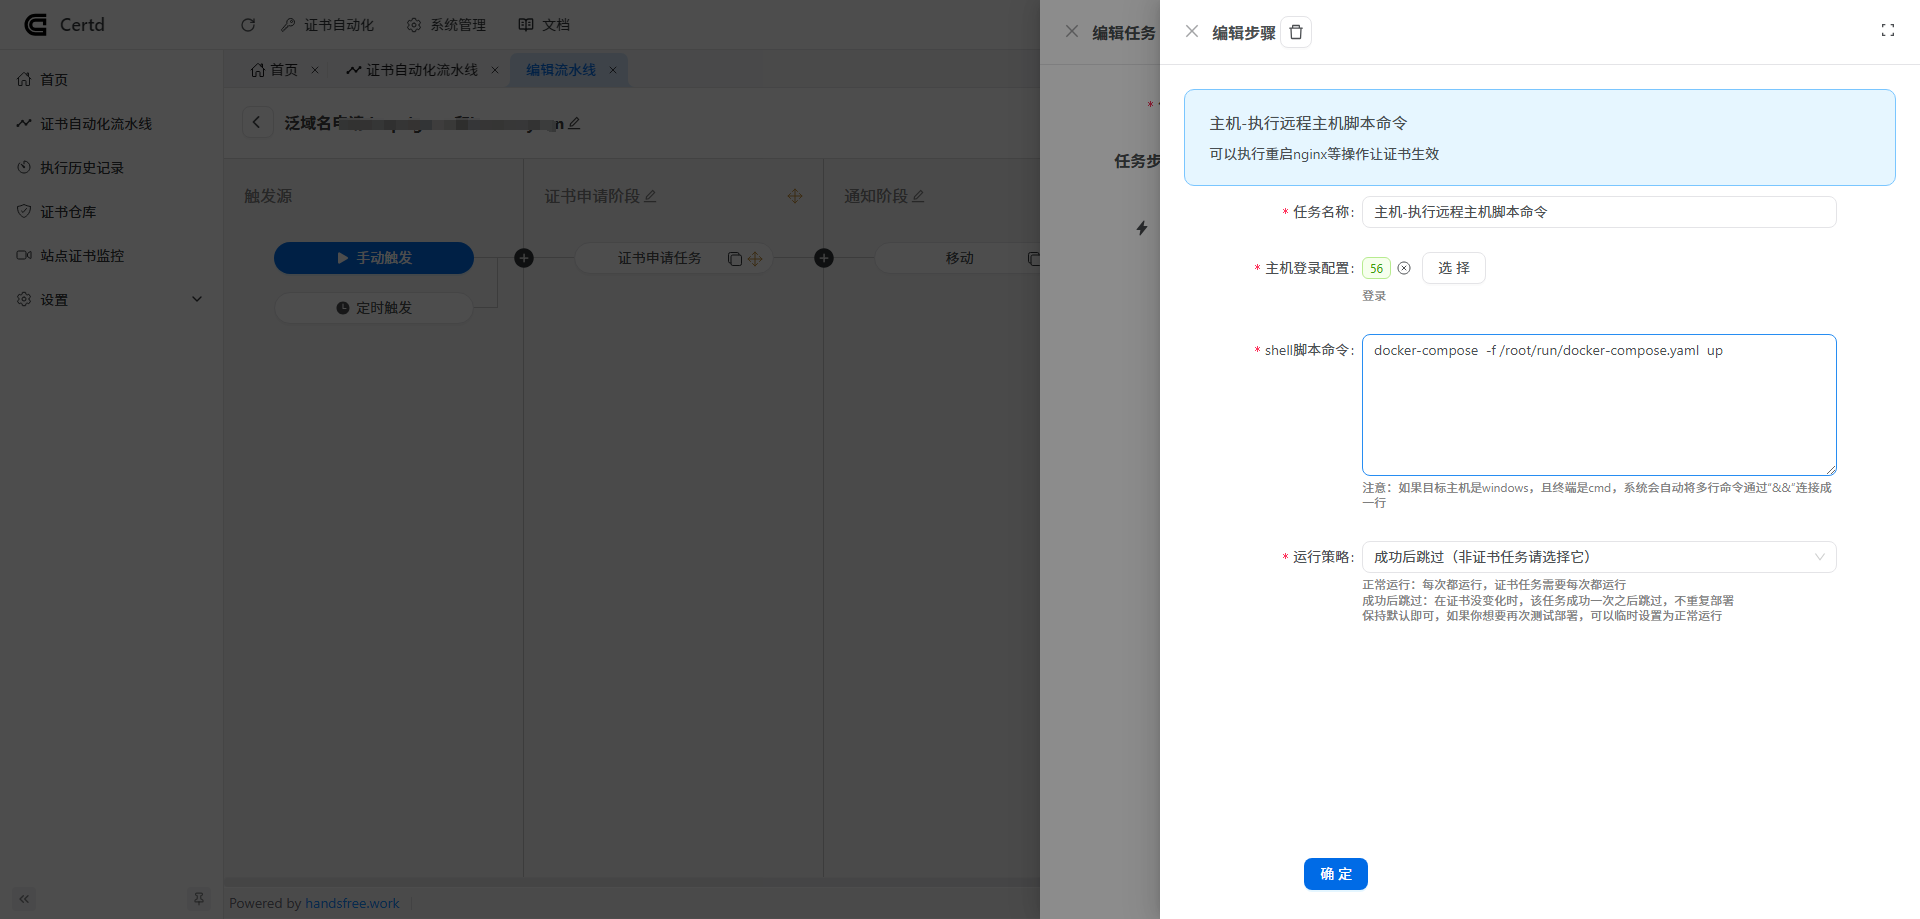 Certd
证书自动化
系统管理
文档
首页
证书自动化流水线
执行历史记录
证书仓库
站点证书监控
设置
首页
证书自动化流水线
编辑流水线
泛域名申
触发源
证书申请阶段
通知阶段
手动触发
定时触发
证书申请任务
移动
Powered by handsfree.work
编辑任务
*
任务步
编辑步骤
主机-执行远程主机脚本命令
可以执行重启nginx等操作让证书生效
* 任务名称: 主机-执行远程主机脚本命令
* 主机登录配置: 56 选 择
登录
* shell脚本命令: docker-compose -f /root/run/docker-compose.yaml up
注意：如果目标主机是windows，且终端是cmd，系统会自动将多行命令通过“&&”连接成
一行
* 运行策略: 成功后跳过（非证书任务请选择它）
正常运行：每次都运行，证书任务需要每次都运行
成功后跳过：在证书没变化时，该任务成功一次之后跳过，不重复部署
保持默认即可，如果你想要再次测试部署，可以临时设置为正常运行
确 定